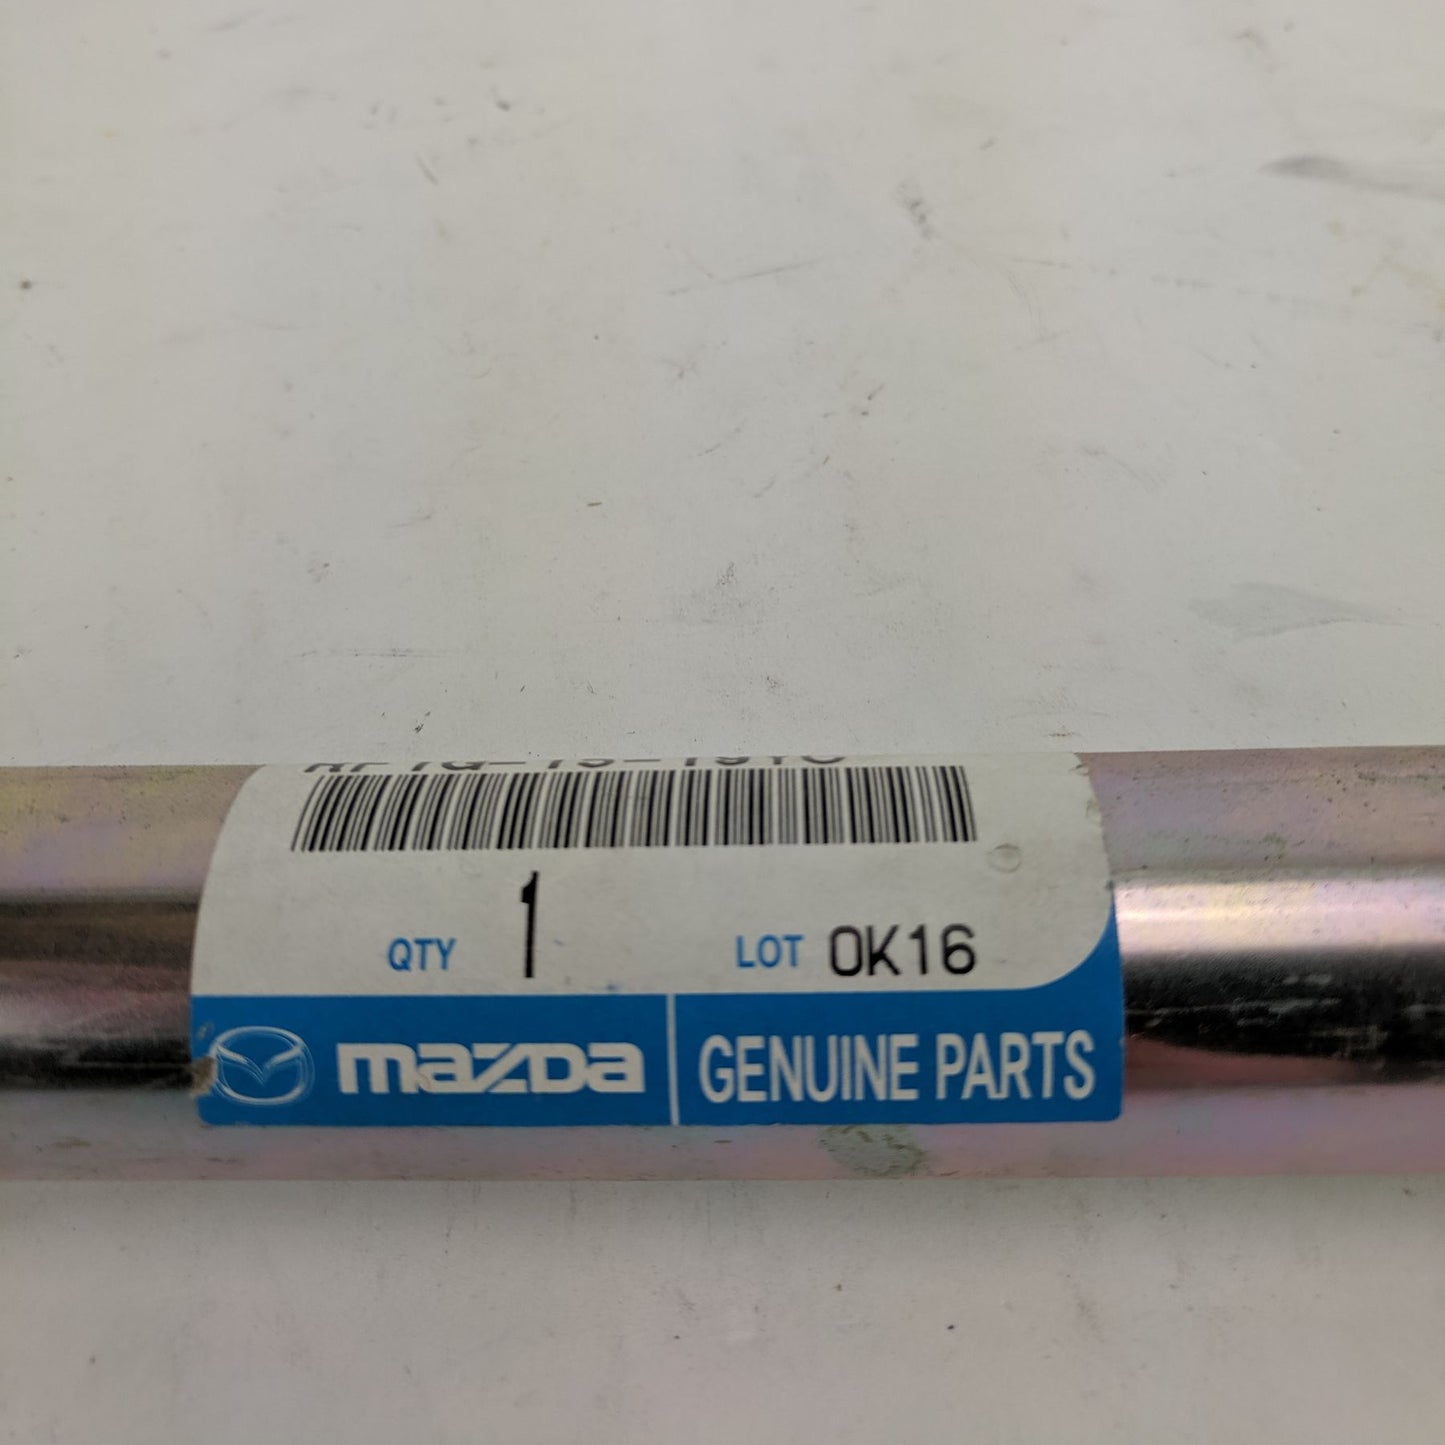 QTY 1 LOT 0K16
mazda GENUINE PARTS